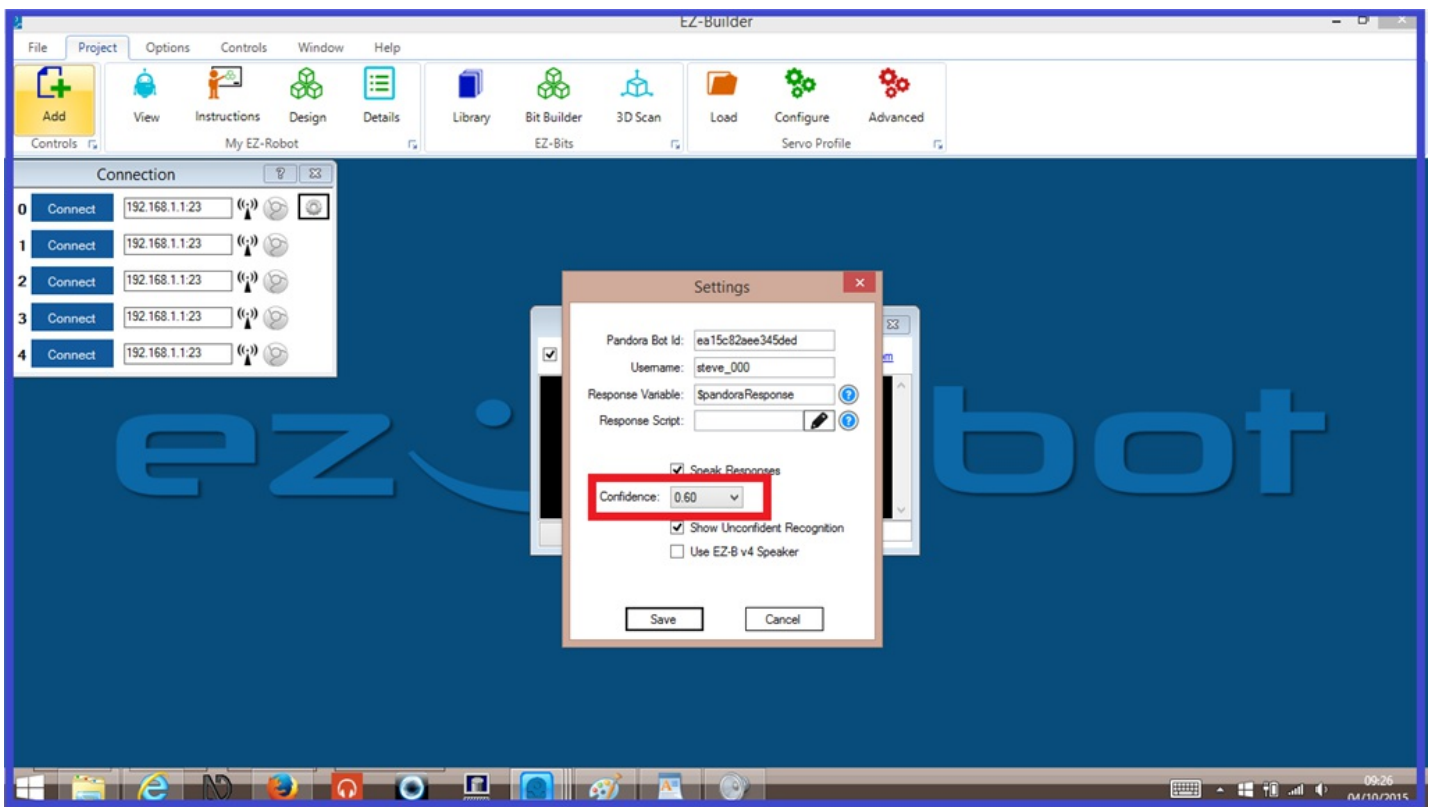 EZ-Builder
File Project Options Controls Window Help
Add View Instructions Design Details Library Bit Builder 3D Scan Load Configure Advanced
Controls My EZ-Robot EZ-Bits Servo Profile
Connection
0 Connect 192.168.1.1:23
1 Connect 192.168.1.1:23
2 Connect 192.168.1.1:23
3 Connect 192.168.1.1:23
4 Connect 192.168.1.1:23
Settings
Pandora Bot Id: ea15c82aee345ded
Username: steve_000
Response Variable: $pandoraResponse
Response Script:
Speak Responses
Confidence: 0.60
Show Unconfident Recognition
Use EZ-B v4 Speaker
Save Cancel
ez bot
09:26
04/10/2015